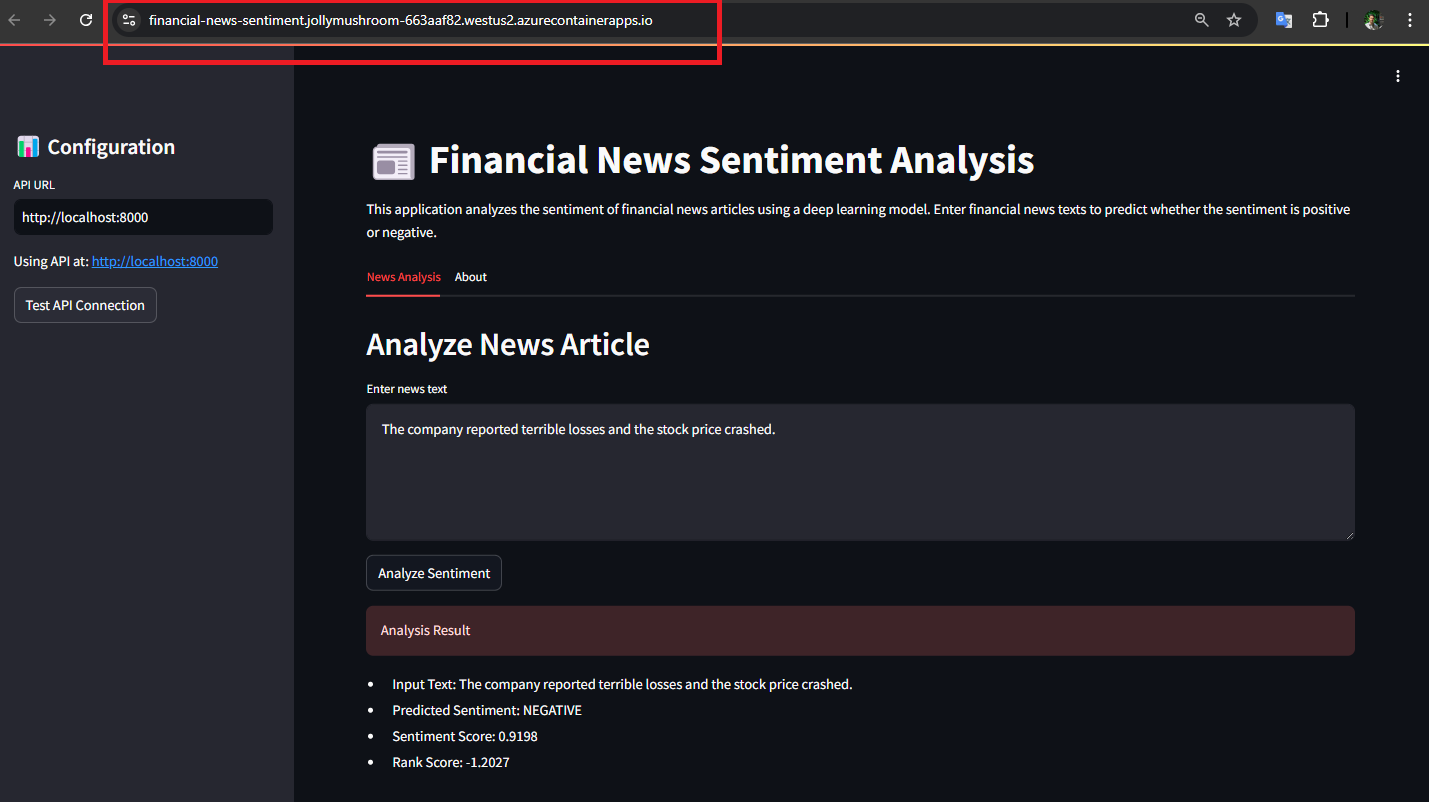 financial-news-sentiment.jollymushroom-663aaf82.westus2.azurecontainerapps.io
Configuration
API URL
http://localhost:8000
Using API at: http://localhost:8000
Test API Connection
Financial News Sentiment Analysis
This application analyzes the sentiment of financial news articles using a deep learning model. Enter financial news texts to predict whether the sentiment is positive
or negative.
News Analysis About
Analyze News Article
Enter news text
The company reported terrible losses and the stock price crashed.
Analyze Sentiment
Analysis Result
• Input Text: The company reported terrible losses and the stock price crashed.
• Predicted Sentiment: NEGATIVE
• Sentiment Score: 0.9198
• Rank Score: -1.2027